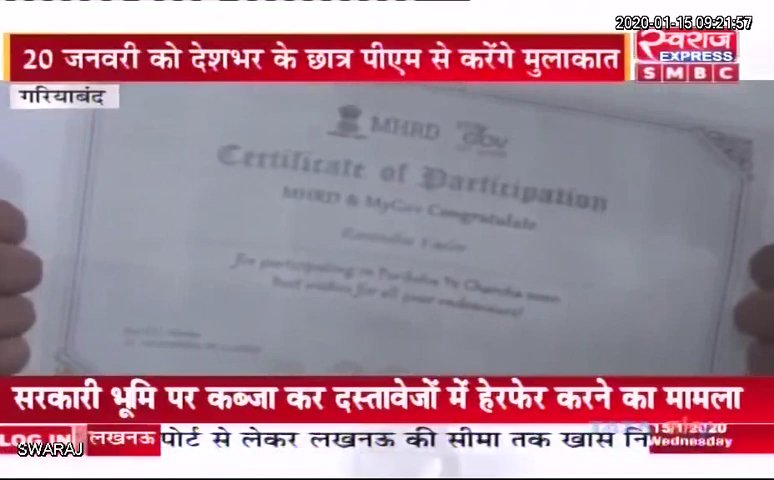 2020-01-15 09:21:57
20 जनवरी को देशभर के छात्र पीएम से करेंगे मुलाकात
स्वराज
EXPRESS
SMBC
गरियाबंद
MHRD
Certificate of Participation
MHRD & MyGov Congratulate
for participating in Pariksha Pe Charcha
best wishes for all your endeavours!
सरकारी भूमि पर कब्जा कर दस्तावेजों में हेरफेर करने का मामला
LOG IN लखनऊ पोर्ट से लेकर लखनऊ की सीमा तक खास नि
15/1/2020
Wednesday
SWARAJ